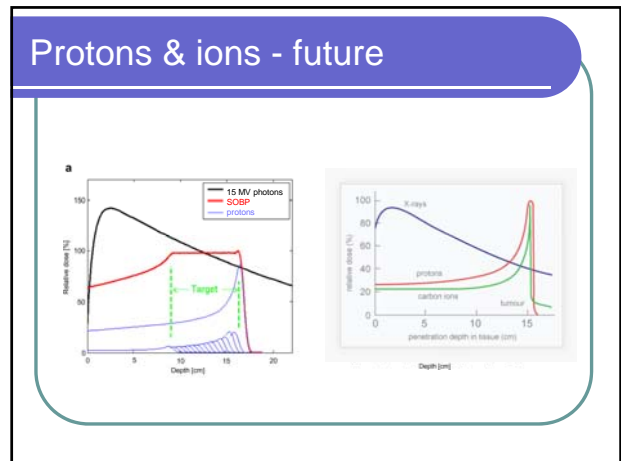 Protons & ions - future
a
150
100
50
0
Relative dose [%]
15 MV photons
SOBP
protons
Target
0 5 10 15 20
Depth [cm]
100
80
60
40
20
0
relative dose (%)
X-rays
protons
carbon ions
tumour
0 5 10 15
penetration depth in tissue (cm)
Depth [cm]